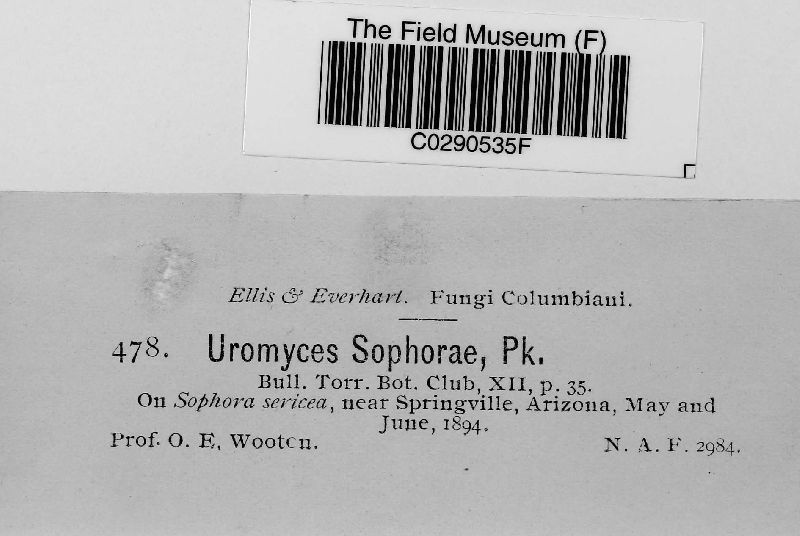 The Field Museum (F)
C0290535F
Ellis & Everhart. Fungi Columbiani.
478. Uromyces Sophorae, Pk.
Bull. Torr. Bot. Club, XII, p. 35.
On Sophora sericea, near Springville, Arizona, May and
June, 1894.
Prof. O. E. Wooten. N. A. F. 2984.